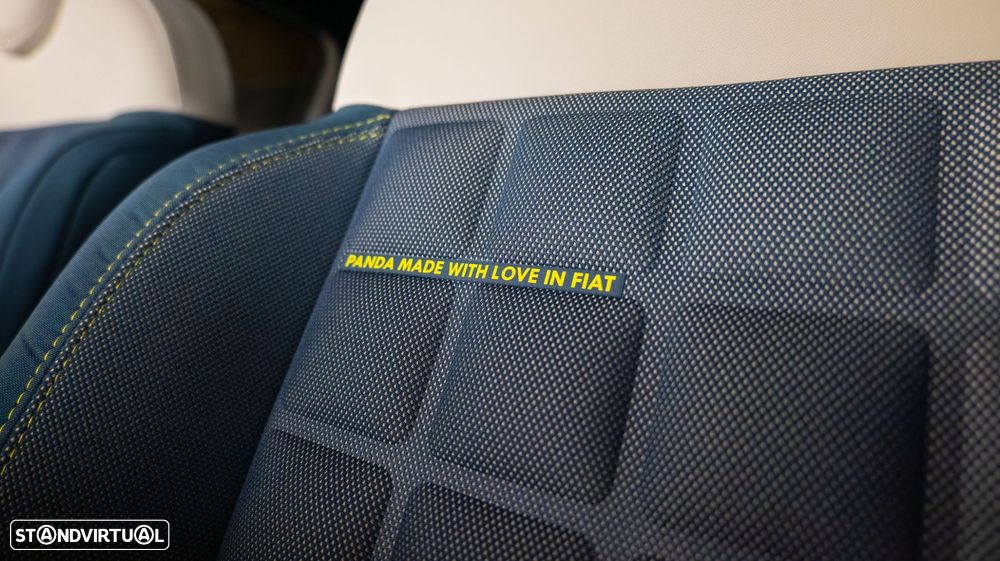 PANDA MADE WITH LOVE IN FIAT
STANDVIRTUAL